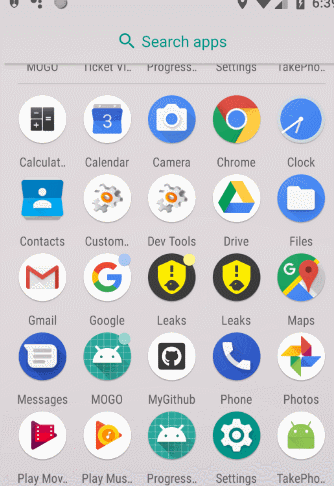 6:39
Search apps
MOGO Ticket Vi.. Progress.. Settings TakePho..
Calculat.. Calendar Camera Chrome Clock
3
Contacts Custom.. Dev Tools Drive Files
Gmail Google Leaks Leaks Maps
Messages MOGO MyGithub Phone Photos
Play Mov.. Play Mus.. Progress.. Settings TakePho..